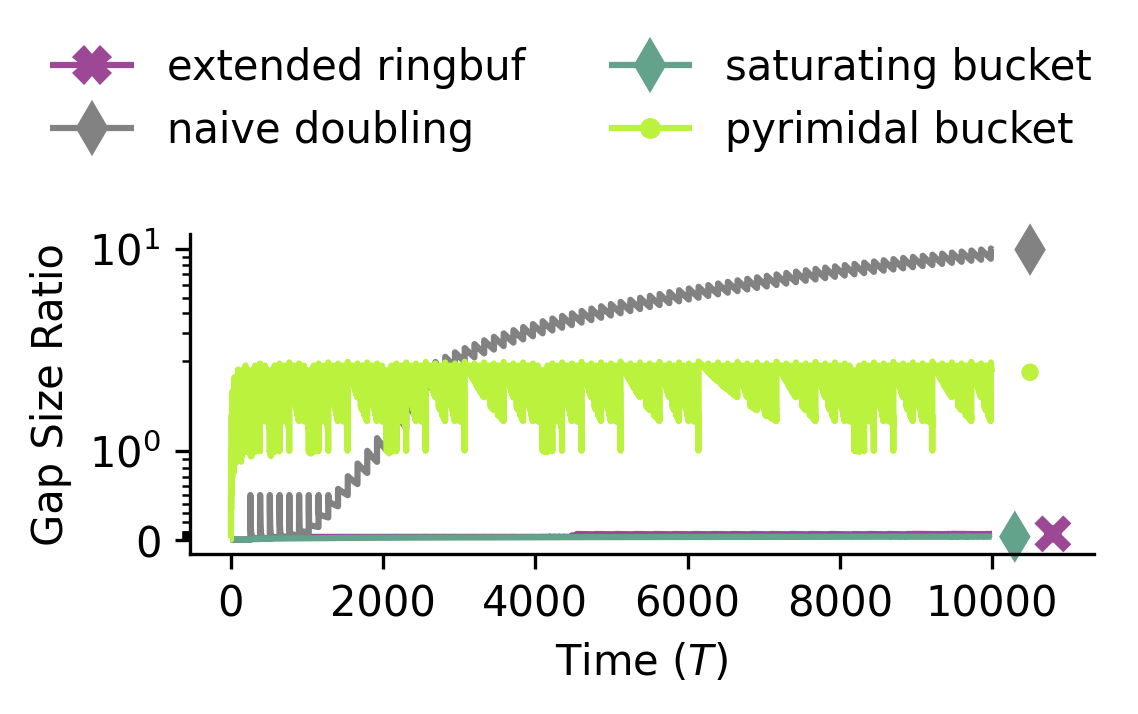 extended ringbuf
saturating bucket
naive doubling
pyrimidal bucket
Gap Size Ratio
10¹
10⁰
0
0 2000 4000 6000 8000 10000
Time (T)